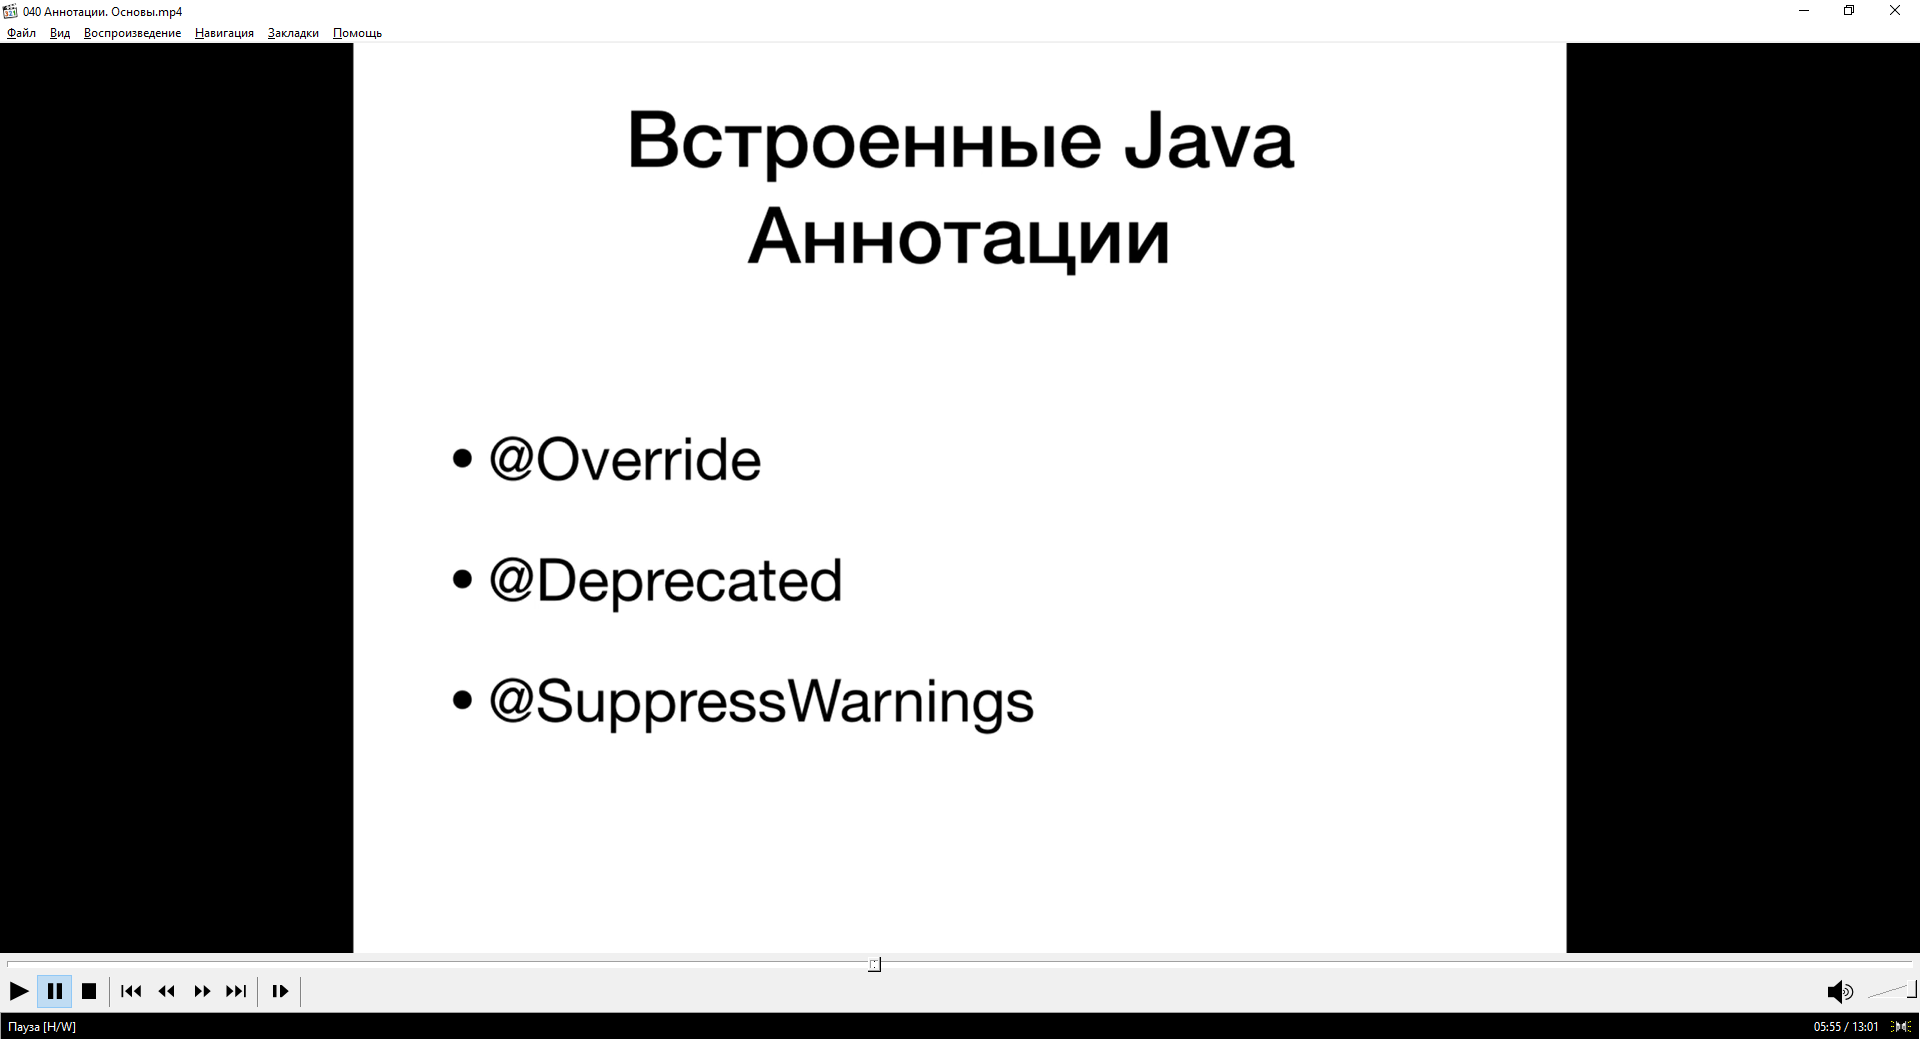 040 Аннотации. Основы.mp4
Файл Вид Воспроизведение Навигация Закладки Помощь
Встроенные Java
Аннотации
• @Override
• @Deprecated
• @SuppressWarnings
Пауза [H/W]
05:55 / 13:01